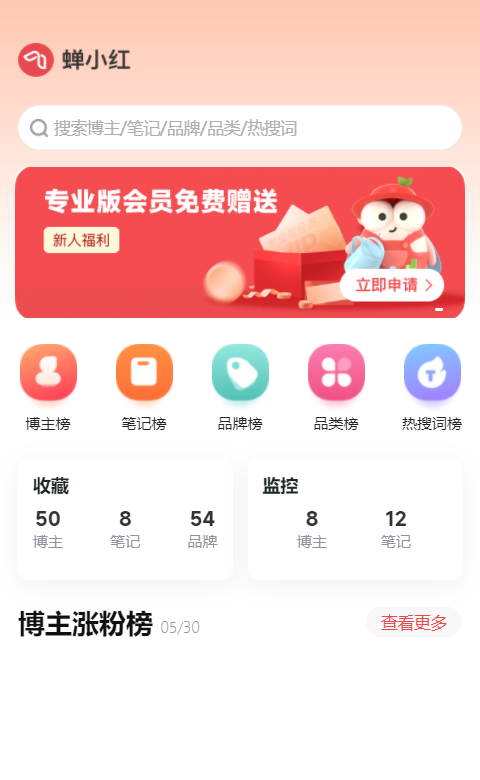 蝉小红
搜索博主/笔记/品牌/品类/热搜词
专业版会员免费赠送
新人福利
VIP
立即申请 >
博主榜 笔记榜 品牌榜 品类榜 热搜词榜
收藏 监控
50 8 54 8 12
博主 笔记 品牌 博主 笔记
博主涨粉榜 05/30 查看更多